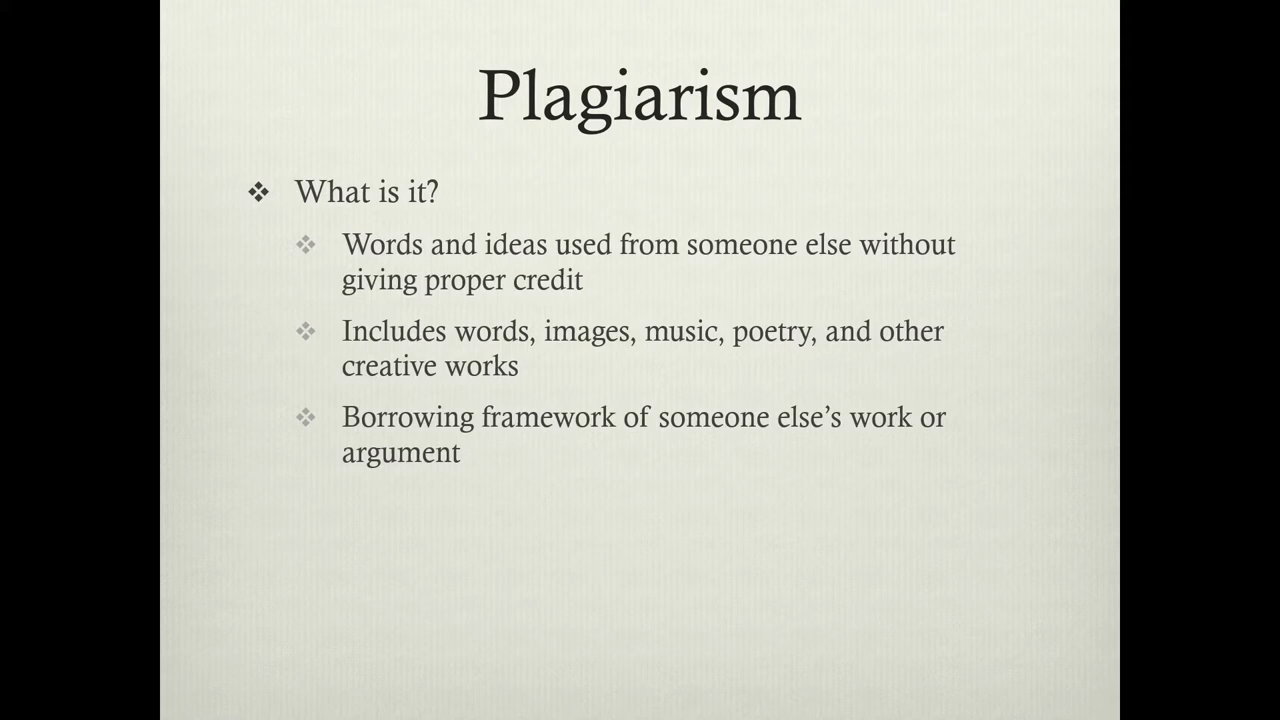 Plagiarism
What is it?
Words and ideas used from someone else without
giving proper credit
Includes words, images, music, poetry, and other
creative works
Borrowing framework of someone else’s work or
argument